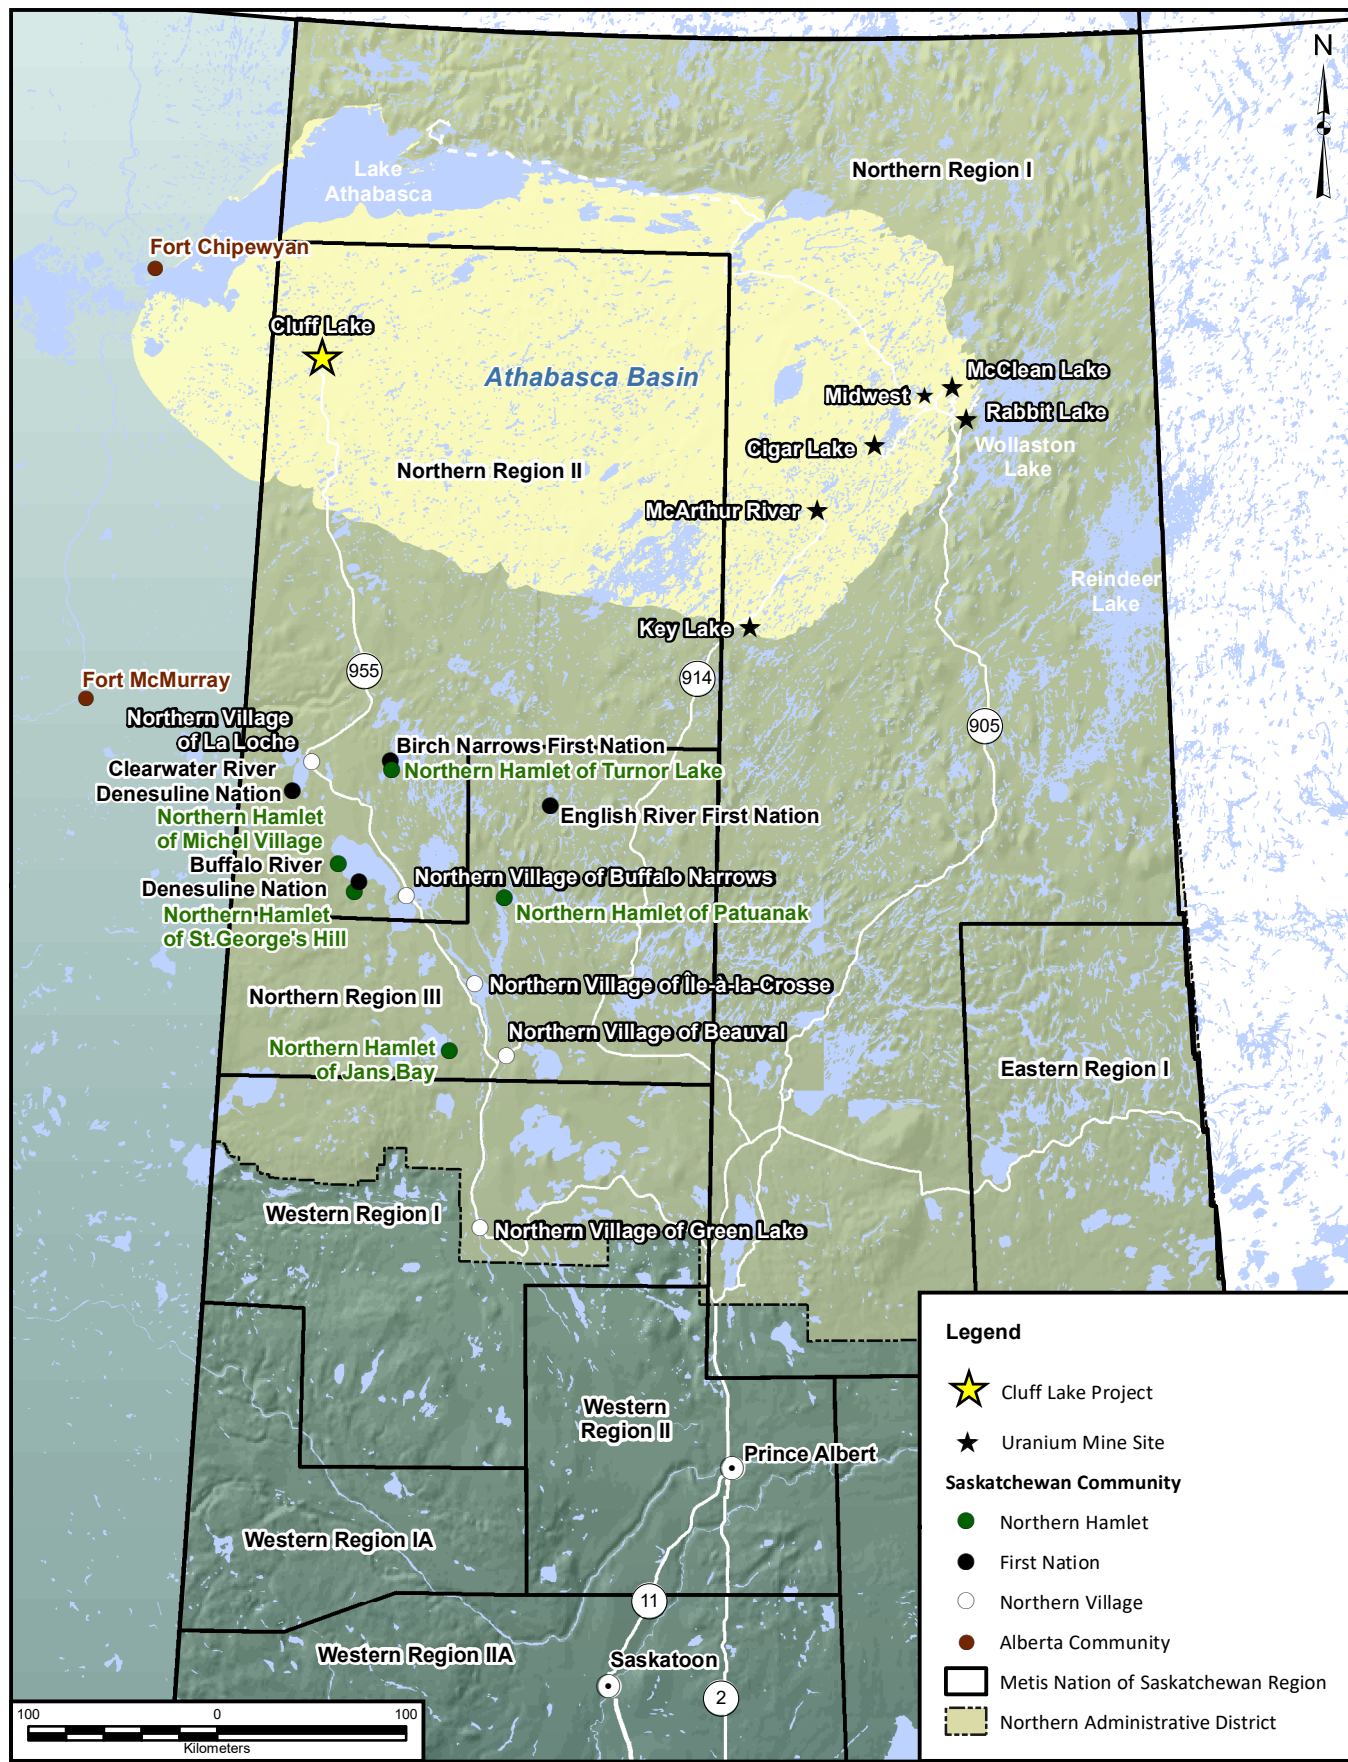 N
Northern Region I
Lake
Athabasca
Fort Chipewyan
Cluff Lake
Athabasca Basin
McClean Lake
Midwest
Rabbit Lake
Cigar Lake
Wollaston
Lake
Northern Region II
McArthur River
Reindeer
Lake
Key Lake
955
914
Fort McMurray
905
Northern Village
of La Loche
Birch Narrows First Nation
Clearwater River
Denesuline Nation
Northern Hamlet of Turnor Lake
Northern Hamlet
of Michel Village
English River First Nation
Buffalo River
Denesuline Nation
Northern Village of Buffalo Narrows
Northern Hamlet
of St.George's Hill
Northern Hamlet of Patuanak
Northern Village of Île-à-la-Crosse
Northern Region III
Northern Village of Beauval
Northern Hamlet
of Jans Bay
Eastern Region I
Western Region I
Northern Village of Green Lake
Western
Region II
Prince Albert
Western Region IA
11
Western Region IIA
Saskatoon
2
Legend
Cluff Lake Project
Uranium Mine Site
Saskatchewan Community
Northern Hamlet
First Nation
Northern Village
Alberta Community
Metis Nation of Saskatchewan Region
Northern Administrative District
100 0 100
Kilometers